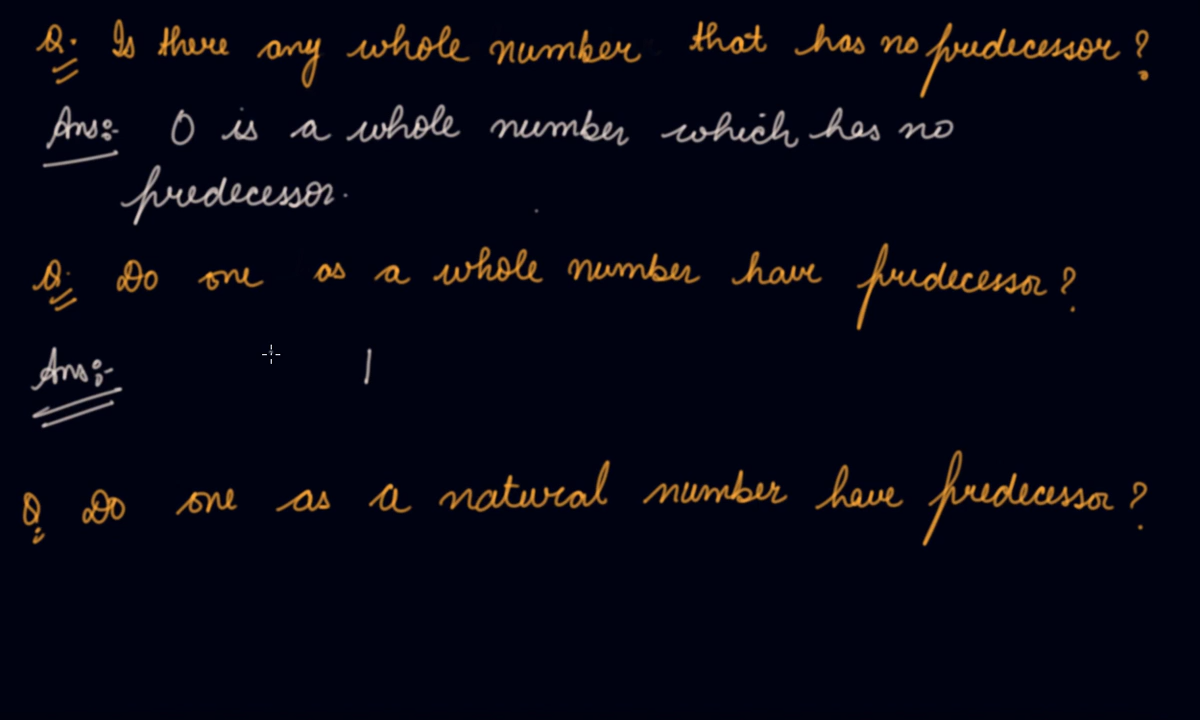 Q. Is there any whole number that has no predecessor ?
Ans:- 0 is a whole number which has no
predecessor.
Q. Do one as a whole number have predecessor ?
Ans:- 1
Q. Do one as a natural number have predecessor ?